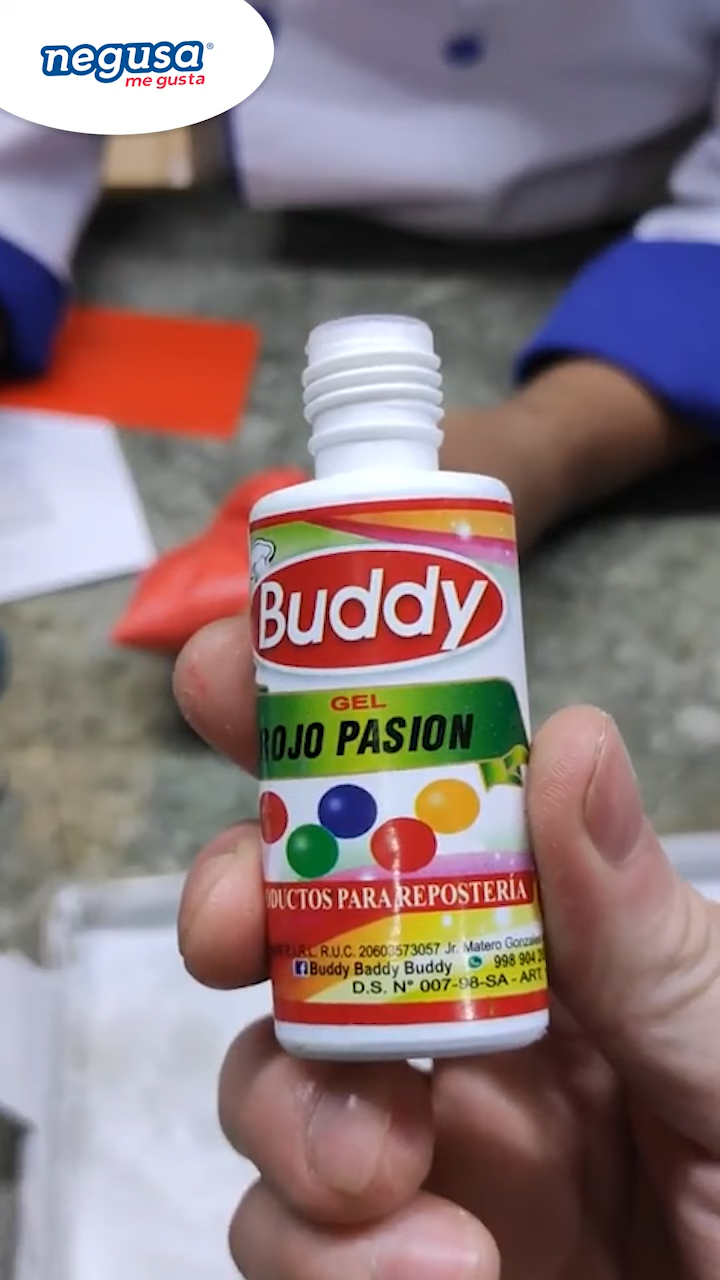 negusa®
me gusta
Buddy
GEL
ROJO PASION
DUCTOS PARA REPOSTERÍA
R.U.C. 20603573057 Jr. Matero
Buddy Baddy Buddy 998 904
D.S. N° 007-98-SA - ART.